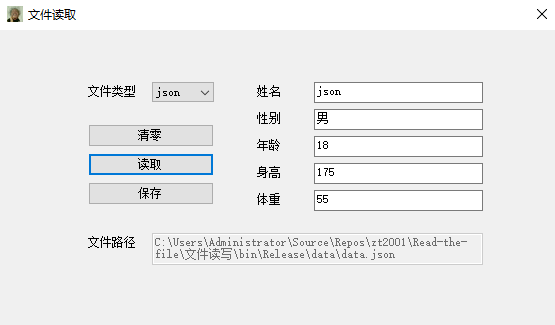 文件读取
文件类型 json
姓名 json
性别 男
清零
年龄 18
读取
身高 175
保存
体重 55
文件路径 C:\Users\Administrator\Source\Repos\zt2001\Read-the-
file\文件读写\bin\Release\data\data.json